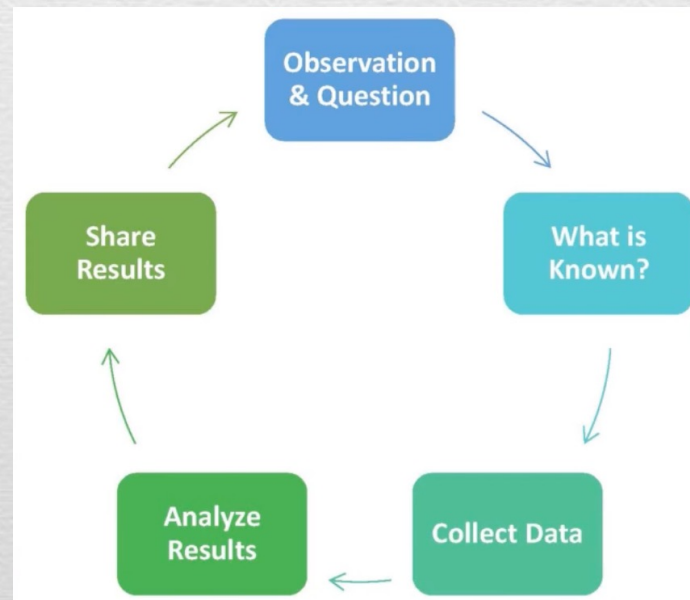 Observation
& Question
What is
Known?
Collect Data
Analyze
Results
Share
Results